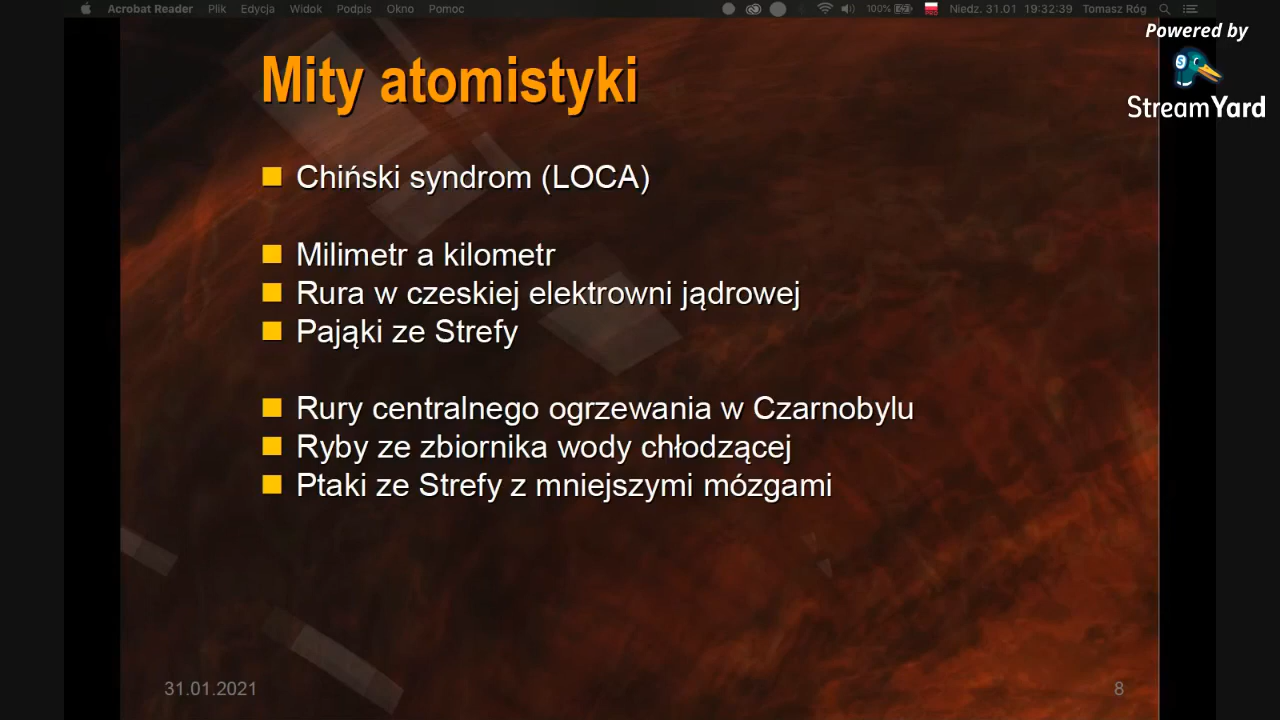 Acrobat Reader Plik Edycja Widok Podpis Okno Pomoc 100% Niedz. 31.01 19:32:39 Tomasz Róg
Powered by
StreamYard
Mity atomistyki
Chiński syndrom (LOCA)
Milimetr a kilometr
Rura w czeskiej elektrowni jądrowej
Pająki ze Strefy
Rury centralnego ogrzewania w Czarnobylu
Ryby ze zbiornika wody chłodzącej
Ptaki ze Strefy z mniejszymi mózgami
31.01.2021 8